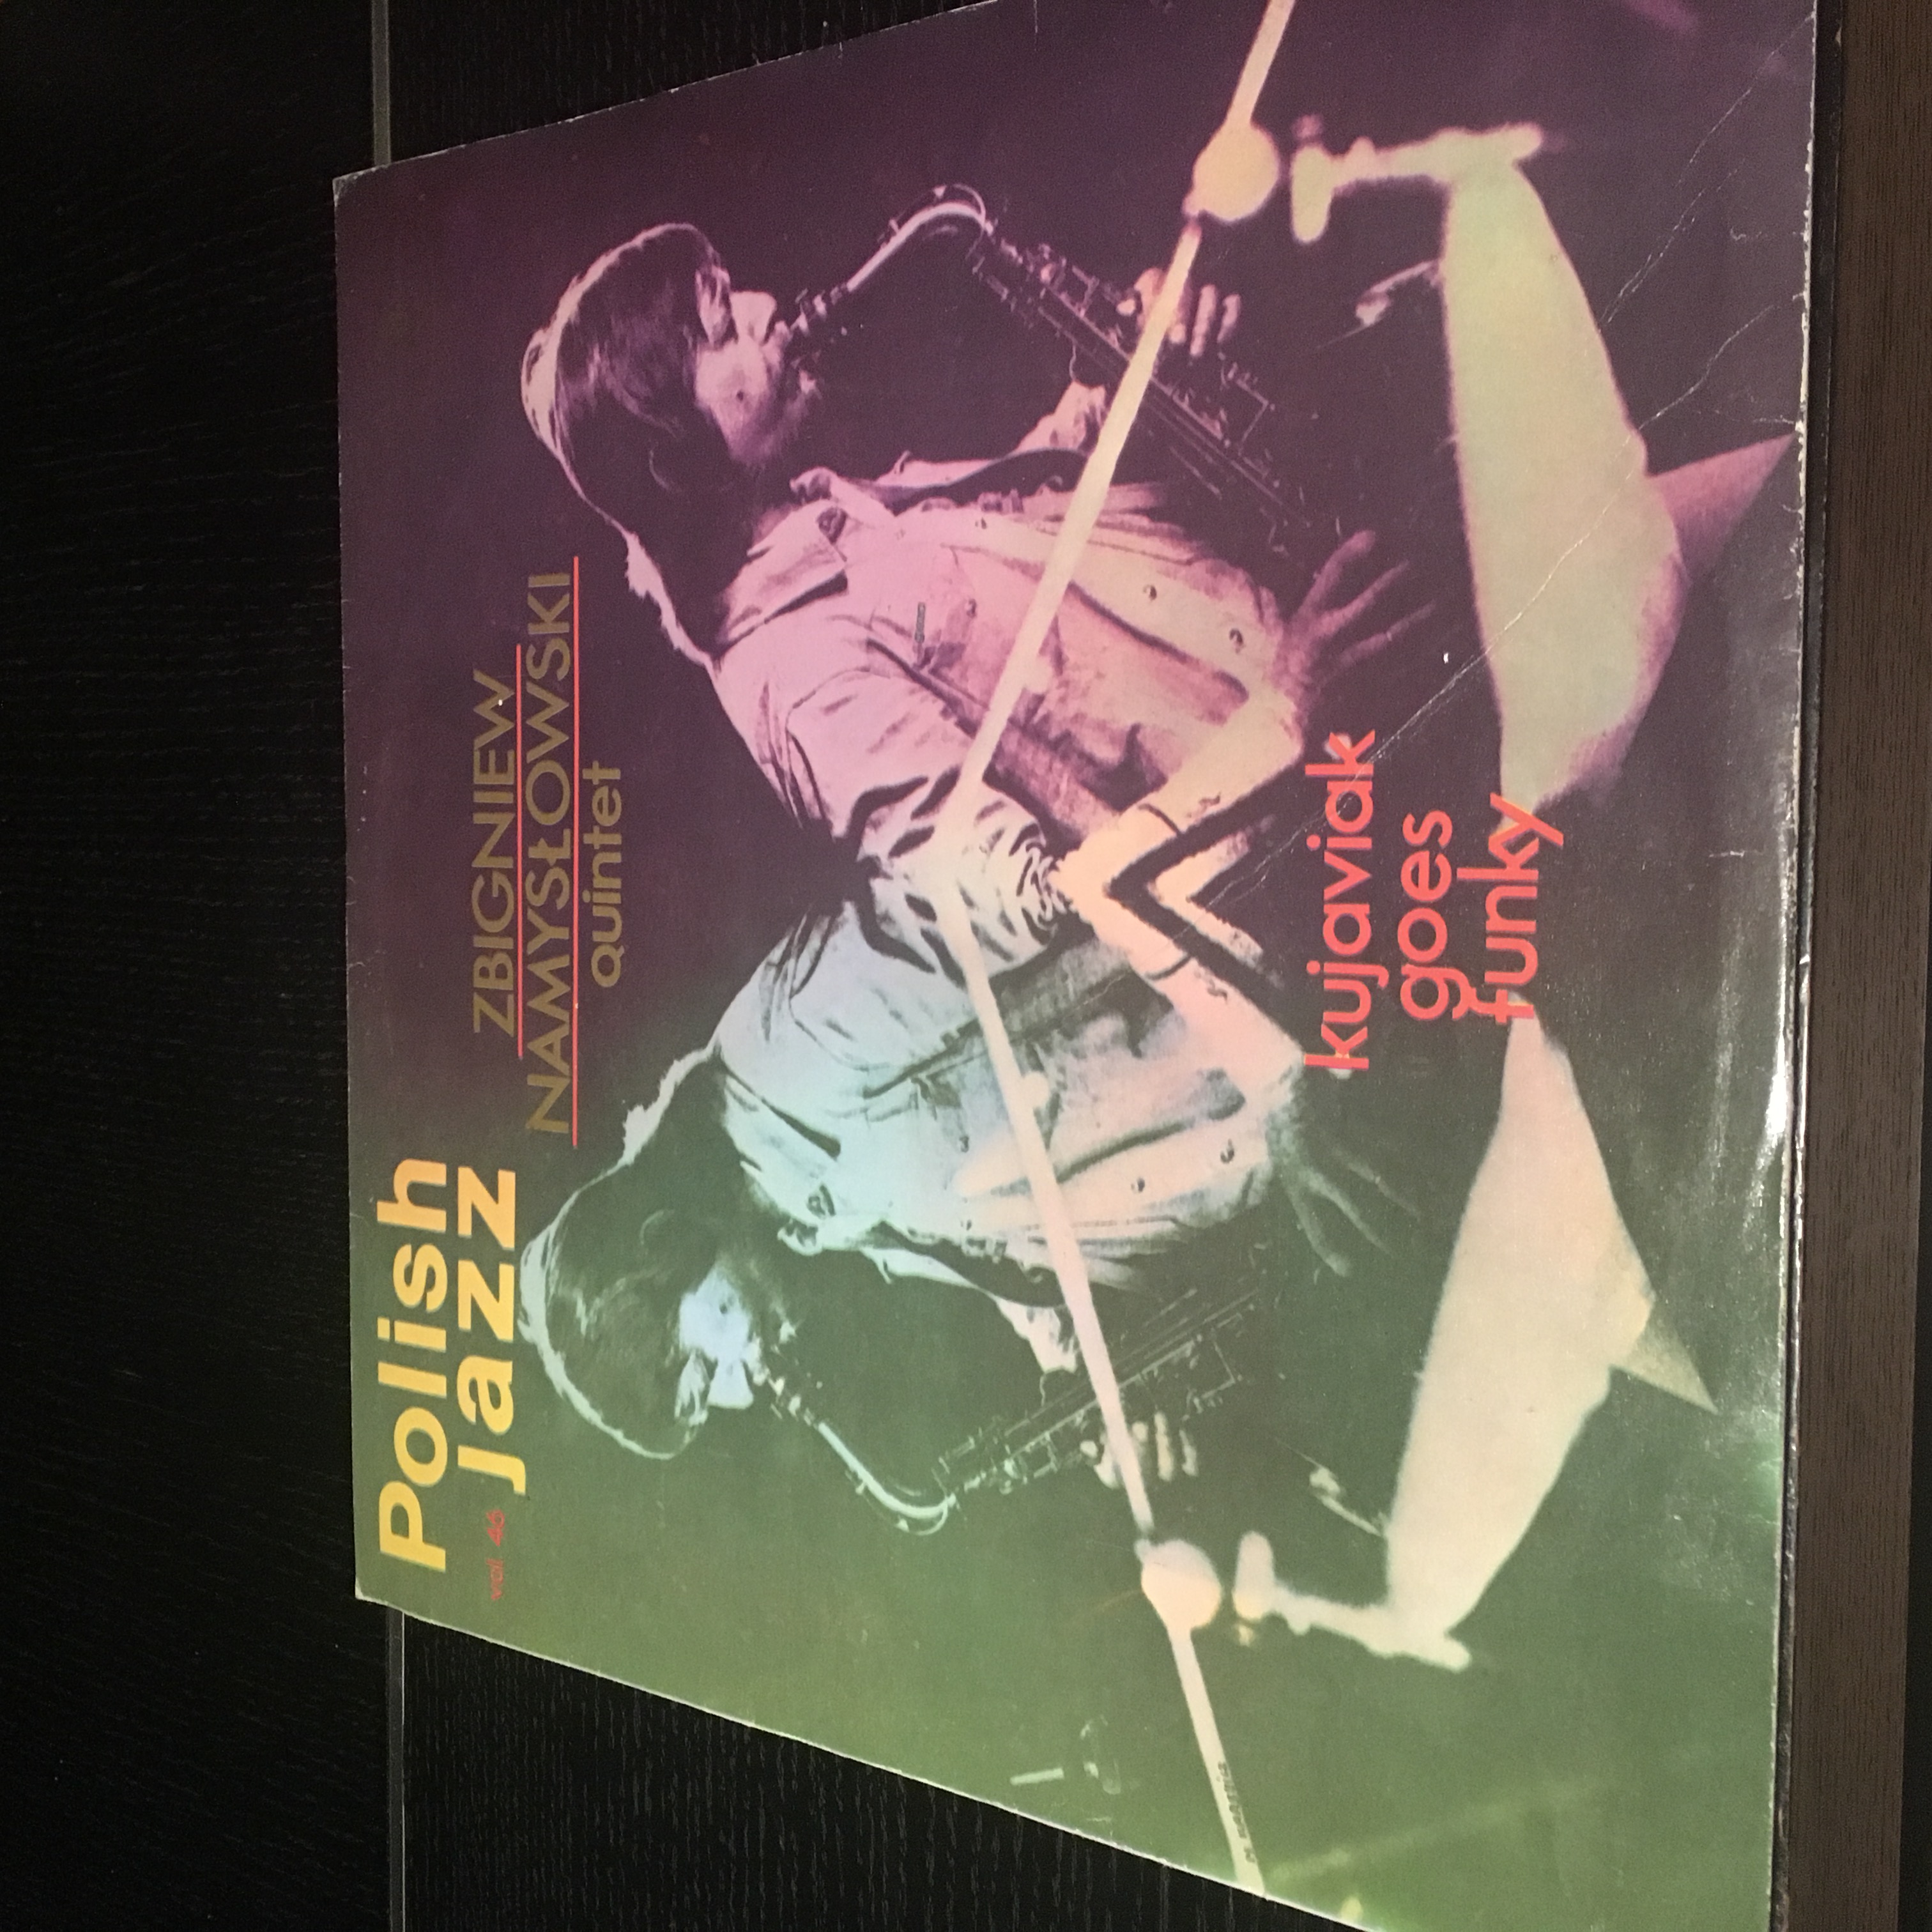 Polish
Jazz
vol. 46
ZBIGNIEW
NAMYSŁOWSKI
quintet
kujaviak
goes
funky